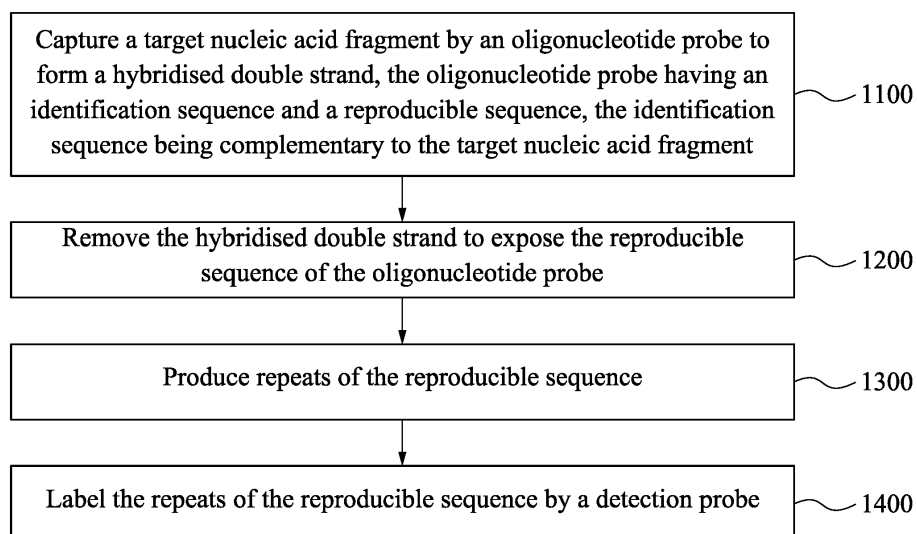 Capture a target nucleic acid fragment by an oligonucleotide probe to
form a hybridised double strand, the oligonucleotide probe having an
identification sequence and a reproducible sequence, the identification
sequence being complementary to the target nucleic acid fragment
1100
Remove the hybridised double strand to expose the reproducible
sequence of the oligonucleotide probe
1200
Produce repeats of the reproducible sequence
1300
Label the repeats of the reproducible sequence by a detection probe
1400